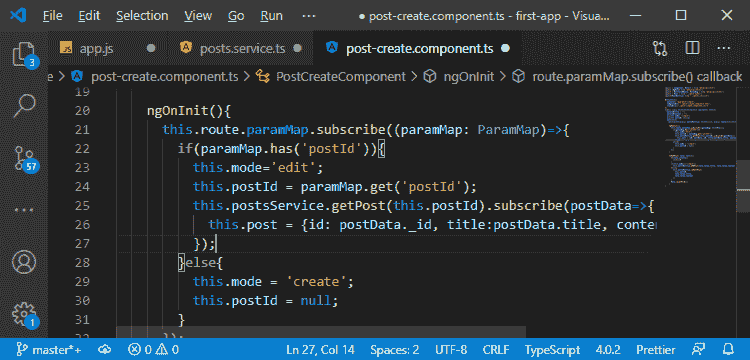 File Edit Selection View Go Run ··· post-create.component.ts - first-app - Visua...
JS app.js posts.service.ts post-create.component.ts
e > post-create.component.ts > PostCreateComponent > ngOnInit > route.paramMap.subscribe() callback
19
20 ngOnInit(){
21 this.route.paramMap.subscribe((paramMap: ParamMap)=>{
22 if(paramMap.has('postId')){
23 this.mode='edit';
24 this.postId = paramMap.get('postId');
25 this.postsService.getPost(this.postId).subscribe(postData=>{
26 this.post = {id: postData._id, title:postData.title, conte
27 });
28 }else{
29 this.mode = 'create';
30 this.postId = null;
31 }
32 });
3
57
1
master*+ 0 0 Ln 27, Col 14 Spaces: 2 UTF-8 CRLF TypeScript 4.0.2 Prettier